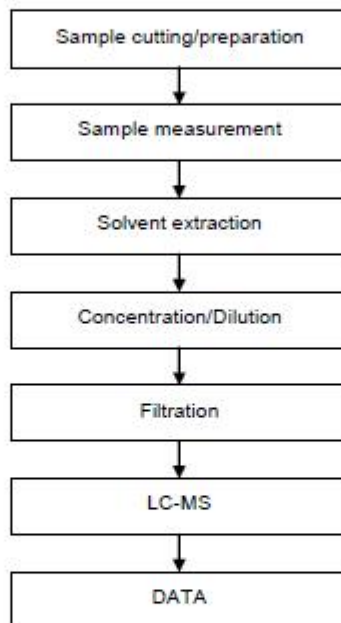 Sample cutting/preparation
Sample measurement
Solvent extraction
Concentration/Dilution
Filtration
LC-MS
DATA